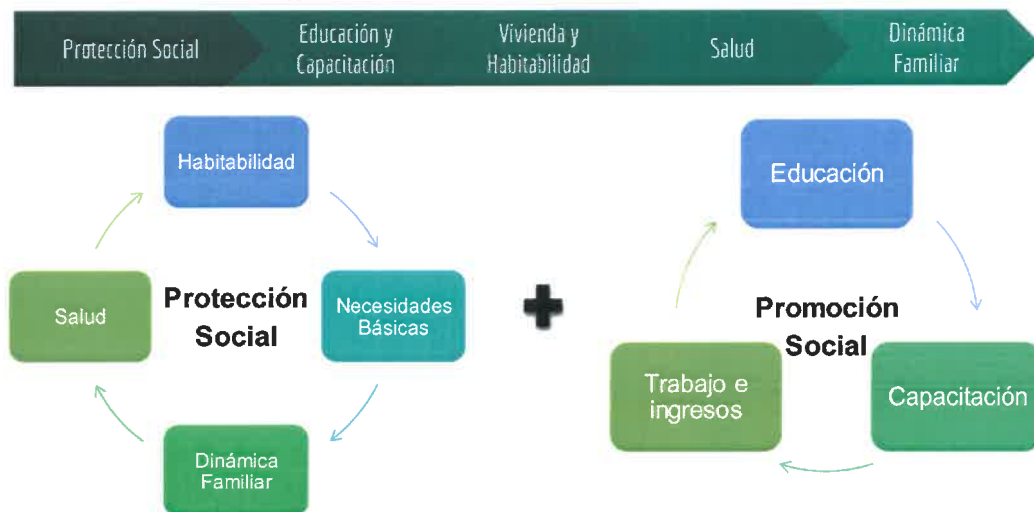 Protección Social
Educación y
Capacitación
Vivienda y
Habitabilidad
Salud
Dinámica
Familiar
Habitabilidad
Salud
Protección
Social
Necesidades
Básicas
Dinámica
Familiar
Educación
Promoción
Social
Trabajo e
ingresos
Capacitación